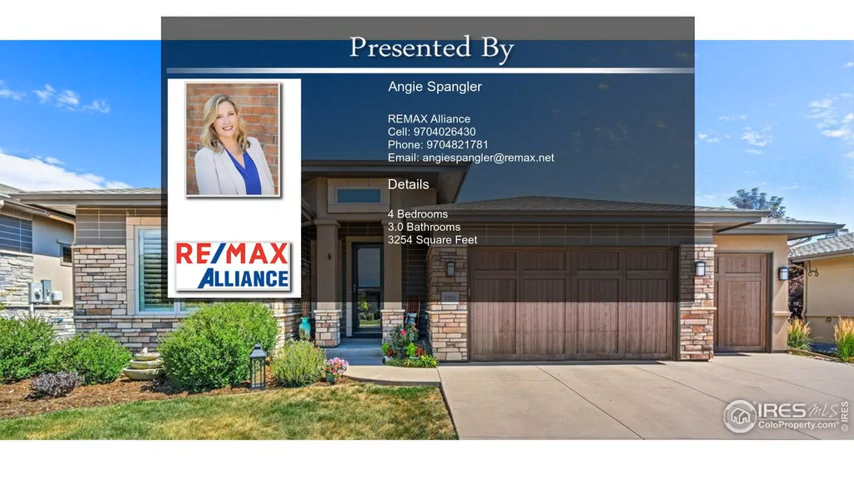 Presented By
Angie Spangler
REMAX Alliance
Cell: 9704026430
Phone: 9704821781
Email: angiespangler@remax.net
Details
4 Bedrooms
3.0 Bathrooms
3254 Square Feet
RE/MAX
ALLIANCE
IRES MLS
ColoProperty.com®
© IRES